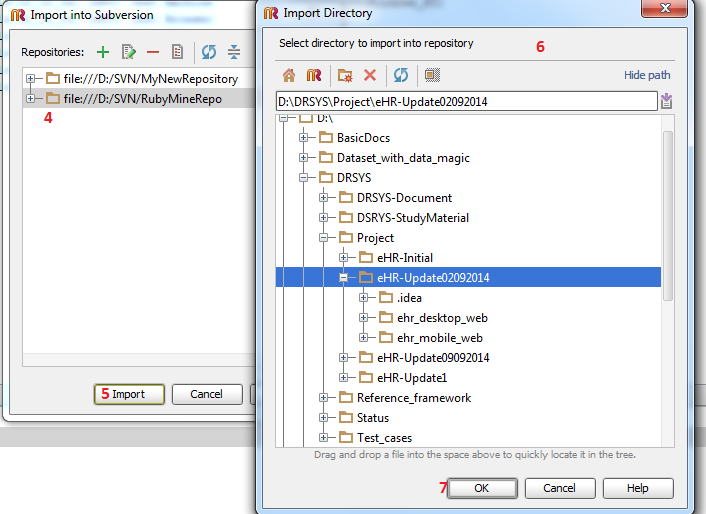 Import into Subversion
Repositories:
file:///D:/SVN/MyNewRepository
file:///D:/SVN/RubyMineRepo
4
5 Import
Cancel
Import Directory
Select directory to import into repository
6
Hide path
D:\DRSYS\Project\eHR-Update02092014
D:\
BasicDocs
Dataset_with_data_magic
DRSYS
DRSYS-Document
DSRYS-StudyMaterial
Project
eHR-Initial
eHR-Update02092014
.idea
ehr_desktop_web
ehr_mobile_web
eHR-Update09092014
eHR-Update1
Reference_framework
Status
Test_cases
Drag and drop a file into the space above to quickly locate it in the tree.
7 OK
Cancel
Help